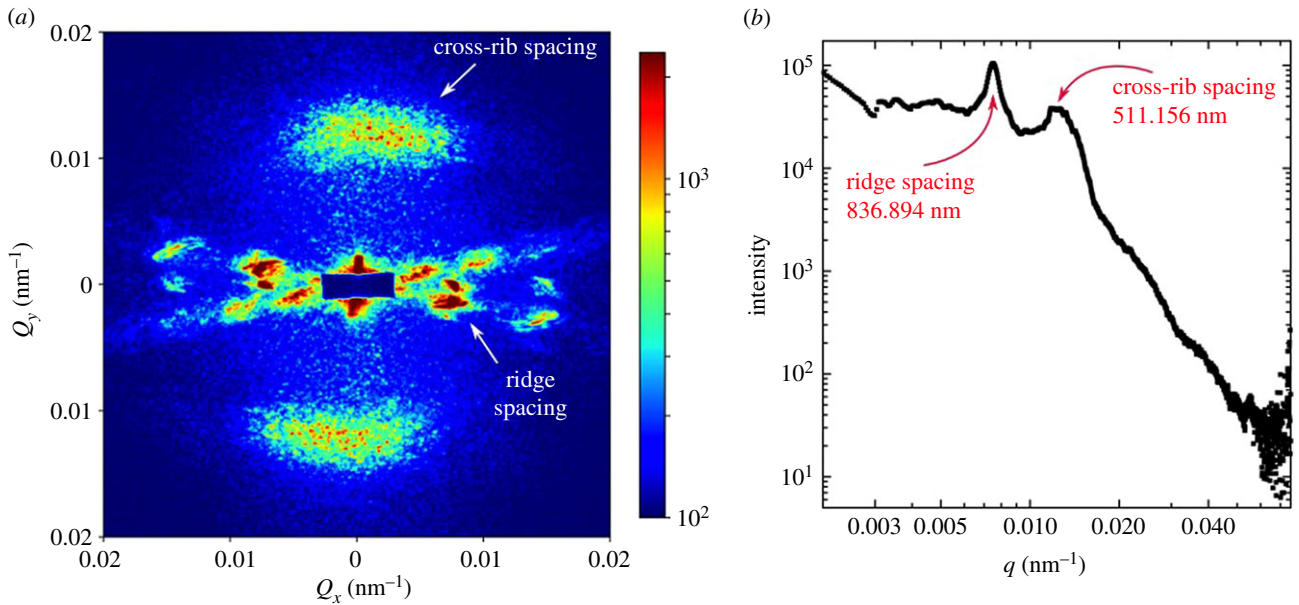 (a)
0.02
0.01
0
0.01
0.02
Q_y (nm⁻¹)
0.02
0.01
0
0.01
0.02
Q_x (nm⁻¹)
cross-rib spacing
ridge
spacing
10³
10²
(b)
10⁵
10⁴
10³
10²
10¹
intensity
ridge spacing
836.894 nm
cross-rib spacing
511.156 nm
0.003
0.005
0.010
0.020
0.040
q (nm⁻¹)